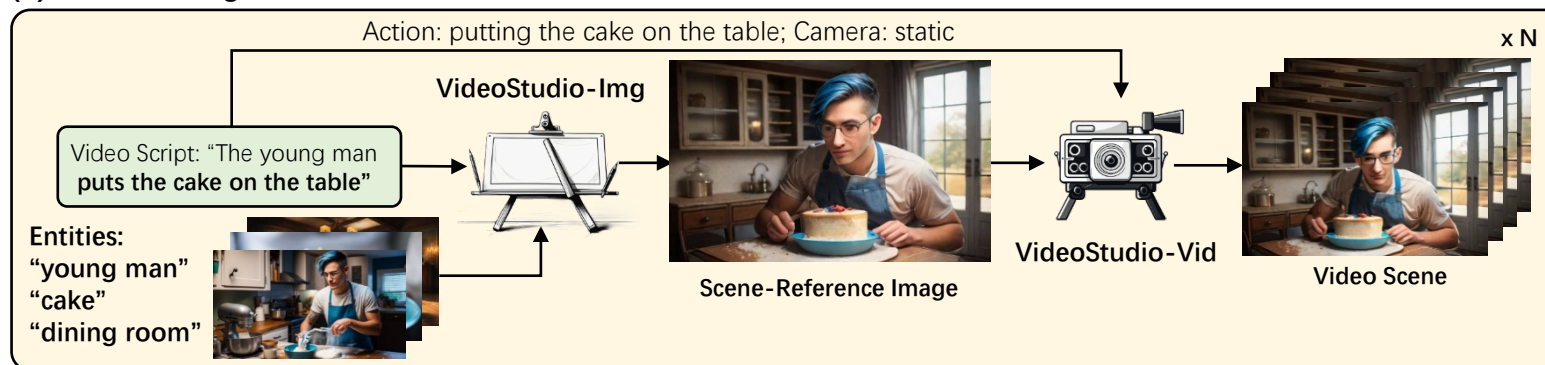 Action: putting the cake on the table; Camera: static
x N
VideoStudio-Img
Video Script: “The young man
puts the cake on the table”
Entities:
“young man”
“cake”
“dining room”
Scene-Reference Image
VideoStudio-Vid
Video Scene